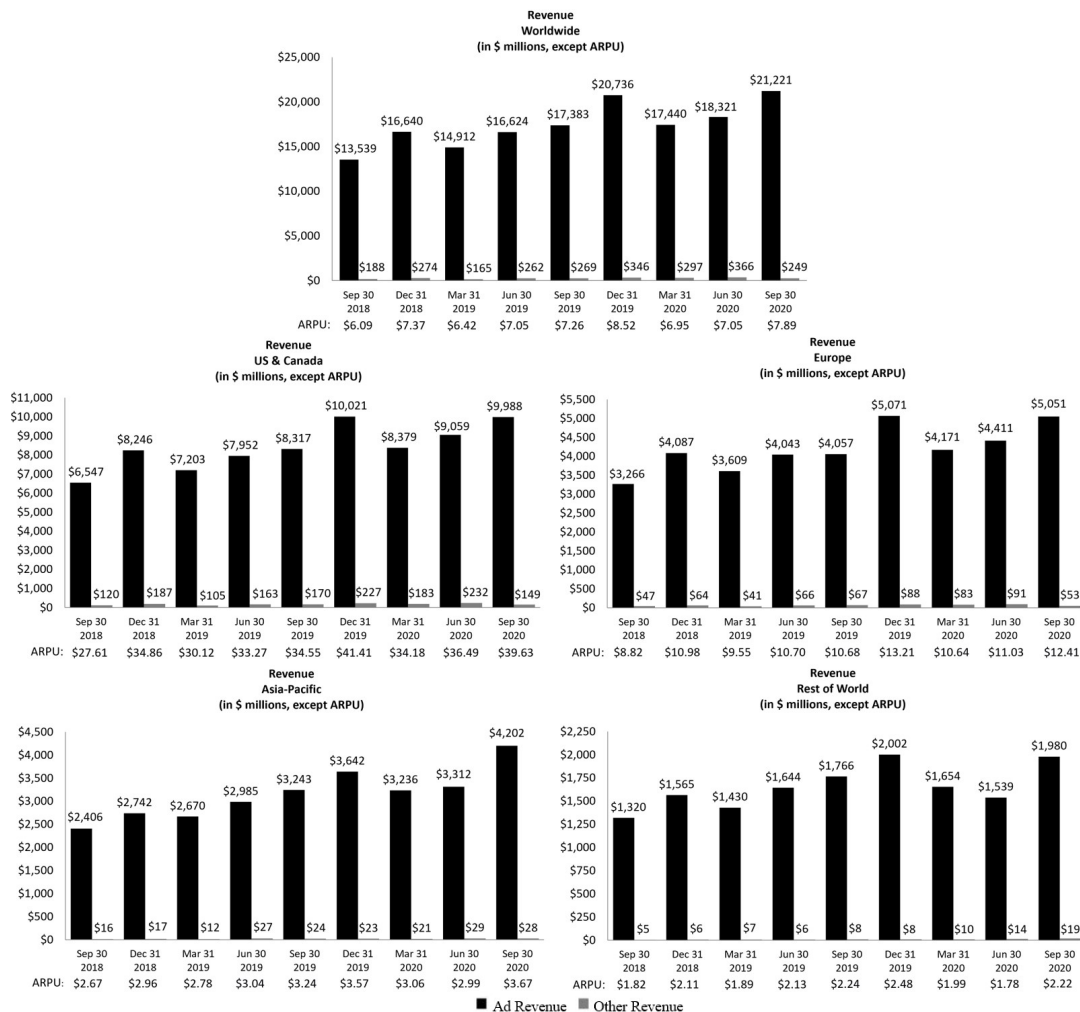 Revenue
Worldwide
(in $ millions, except ARPU)
$25,000
$20,000
$15,000
$10,000
$5,000
$0
$13,539 $16,640 $14,912 $16,624 $17,383 $20,736 $17,440 $18,321 $21,221
$188 $274 $165 $262 $269 $346 $297 $366 $249
Sep 30 Dec 31 Mar 31 Jun 30 Sep 30 Dec 31 Mar 31 Jun 30 Sep 30
2018 2018 2019 2019 2019 2019 2020 2020 2020
ARPU: $6.09 $7.37 $6.42 $7.05 $7.26 $8.52 $6.95 $7.05 $7.89
Revenue
US & Canada
(in $ millions, except ARPU)
$11,000
$10,000
$9,000
$8,000
$7,000
$6,000
$5,000
$4,000
$3,000
$2,000
$1,000
$0
$6,547 $8,246 $7,203 $7,952 $8,317 $10,021 $8,379 $9,059 $9,988
$120 $187 $105 $163 $170 $227 $183 $232 $149
Sep 30 Dec 31 Mar 31 Jun 30 Sep 30 Dec 31 Mar 31 Jun 30 Sep 30
2018 2018 2019 2019 2019 2019 2020 2020 2020
ARPU: $27.61 $34.86 $30.12 $33.27 $34.55 $41.41 $34.18 $36.49 $39.63
Revenue
Europe
(in $ millions, except ARPU)
$5,500
$5,000
$4,500
$4,000
$3,500
$3,000
$2,500
$2,000
$1,500
$1,000
$500
$0
$3,266 $4,087 $3,609 $4,043 $4,057 $5,071 $4,171 $4,411 $5,051
$47 $64 $41 $66 $67 $88 $83 $91 $53
Sep 30 Dec 31 Mar 31 Jun 30 Sep 30 Dec 31 Mar 31 Jun 30 Sep 30
2018 2018 2019 2019 2019 2019 2020 2020 2020
ARPU: $8.82 $10.98 $9.55 $10.70 $10.68 $13.21 $10.64 $11.03 $12.41
Revenue
Asia-Pacific
(in $ millions, except ARPU)
$4,500
$4,000
$3,500
$3,000
$2,500
$2,000
$1,500
$1,000
$500
$0
$2,406 $2,742 $2,670 $2,985 $3,243 $3,642 $3,236 $3,312 $4,202
$16 $17 $12 $27 $24 $23 $21 $29 $28
Sep 30 Dec 31 Mar 31 Jun 30 Sep 30 Dec 31 Mar 31 Jun 30 Sep 30
2018 2018 2019 2019 2019 2019 2020 2020 2020
ARPU: $2.67 $2.96 $2.78 $3.04 $3.24 $3.57 $3.06 $2.99 $3.67
Revenue
Rest of World
(in $ millions, except ARPU)
$2,250
$2,000
$1,750
$1,500
$1,250
$1,000
$750
$500
$250
$0
$1,320 $1,565 $1,430 $1,644 $1,766 $2,002 $1,654 $1,539 $1,980
$5 $6 $7 $6 $8 $8 $10 $14 $19
Sep 30 Dec 31 Mar 31 Jun 30 Sep 30 Dec 31 Mar 31 Jun 30 Sep 30
2018 2018 2019 2019 2019 2019 2020 2020 2020
ARPU: $1.82 $2.11 $1.89 $2.13 $2.24 $2.48 $1.99 $1.78 $2.22
Ad Revenue Other Revenue